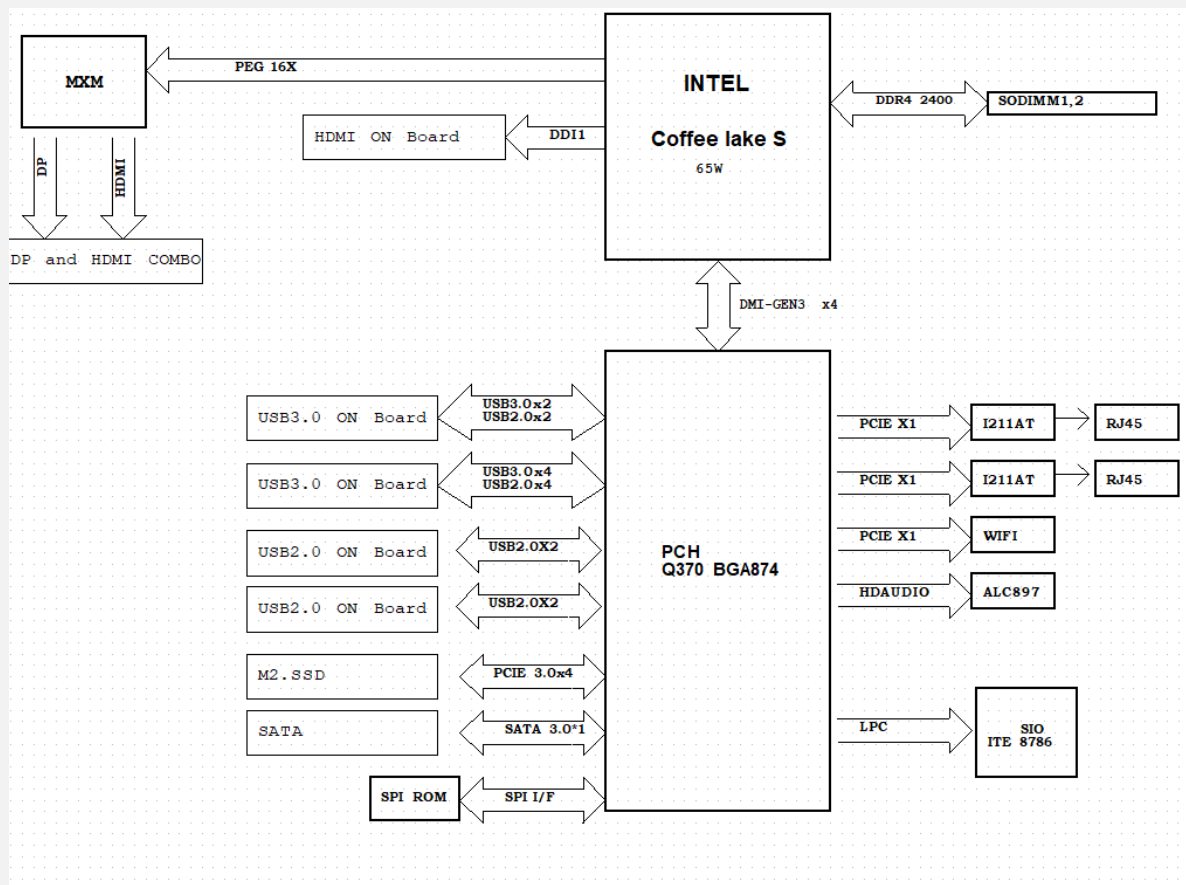 MXM
PEG 16X
INTEL
Coffee lake S
65W
DDR4 2400
SODIMM1,2
HDMI ON Board
DDI1
DP
HDMI
DP and HDMI COMBO
DMI-GEN3 x4
PCH
Q370 BGA874
USB3.0 ON Board
USB3.0x2
USB2.0x2
USB3.0 ON Board
USB3.0x4
USB2.0x4
USB2.0 ON Board
USB2.0X2
USB2.0 ON Board
USB2.0X2
M2.SSD
PCIE 3.0x4
SATA
SATA 3.0*1
SPI ROM
SPI I/F
PCIE X1
I211AT
RJ45
PCIE X1
I211AT
RJ45
PCIE X1
WIFI
HDAUDIO
ALC897
LPC
SIO
ITE 8786